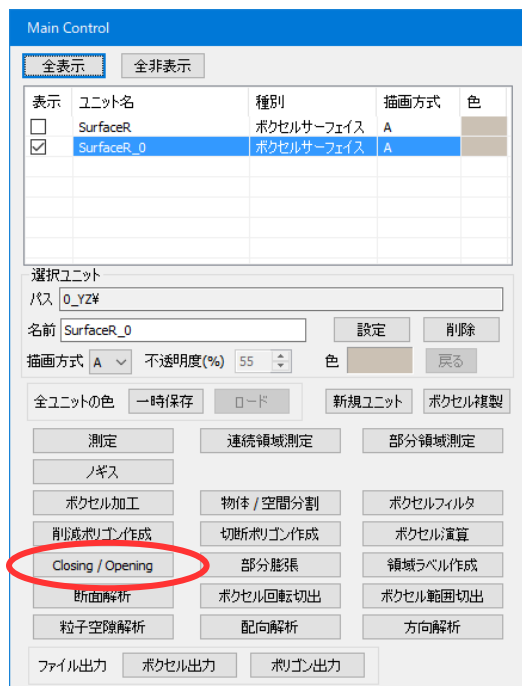 Main Control
全表示 全非表示
表示 ユニット名 種別 描画方式 色
SurfaceR ボクセルサーフェイス A
SurfaceR_0 ボクセルサーフェイス A
選択ユニット
パス 0_YZ¥
名前 SurfaceR_0 設定 削除
描画方式 A 不透明度(%) 55 色 戻る
全ユニットの色 一時保存 ロード 新規ユニット ボクセル複製
測定 連続領域測定 部分領域測定
ノギス
ボクセル加工 物体 / 空間分割 ボクセルフィルタ
削減ポリゴン作成 切断ポリゴン作成 ボクセル演算
Closing / Opening 部分膨張 領域ラベル作成
断面解析 ボクセル回転切出 ボクセル範囲切出
粒子空隙解析 配向解析 方向解析
ファイル出力 ボクセル出力 ポリゴン出力